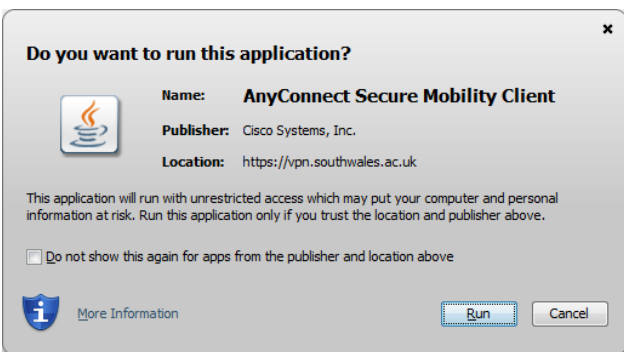 Do you want to run this application?
Name: AnyConnect Secure Mobility Client
Publisher: Cisco Systems, Inc.
Location: https://vpn.southwales.ac.uk
This application will run with unrestricted access which may put your computer and personal
information at risk. Run this application only if you trust the location and publisher above.
Do not show this again for apps from the publisher and location above
More Information Run Cancel